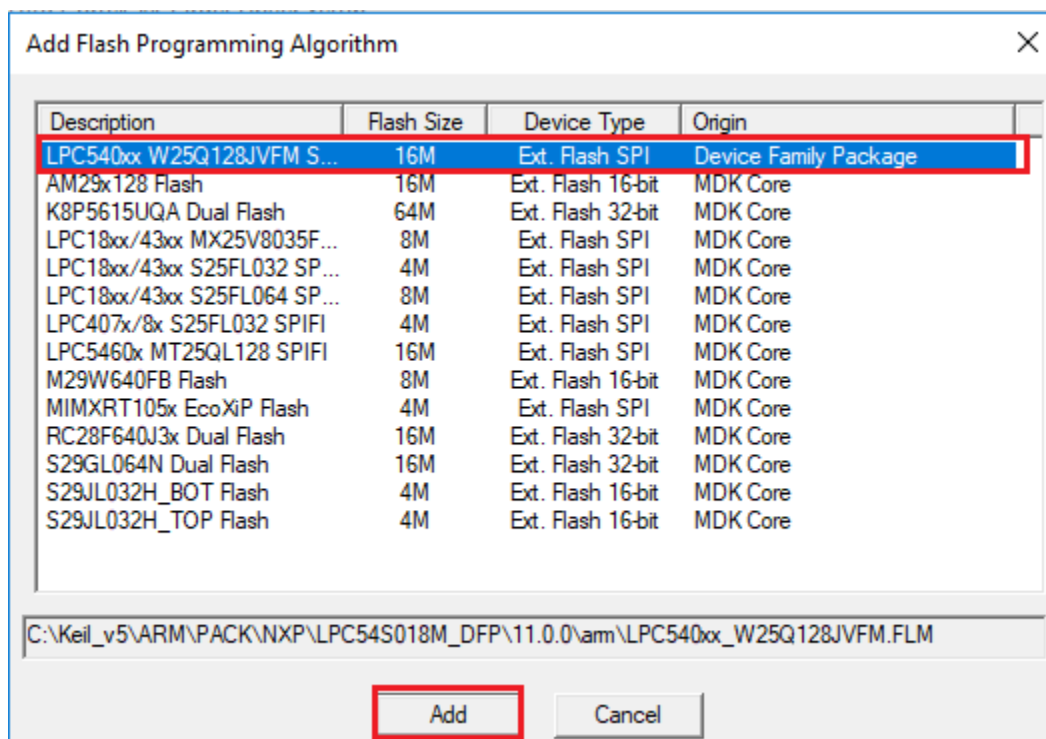 Add Flash Programming Algorithm
Description Flash Size Device Type Origin
LPC540xx W25Q128JVFM S... 16M Ext. Flash SPI Device Family Package
AM29x128 Flash 16M Ext. Flash 16-bit MDK Core
K8P5615UQA Dual Flash 64M Ext. Flash 32-bit MDK Core
LPC18xx/43xx MX25V8035F... 8M Ext. Flash SPI MDK Core
LPC18xx/43xx S25FL032 SP... 4M Ext. Flash SPI MDK Core
LPC18xx/43xx S25FL064 SP... 8M Ext. Flash SPI MDK Core
LPC407x/8x S25FL032 SPIFI 4M Ext. Flash SPI MDK Core
LPC5460x MT25QL128 SPIFI 16M Ext. Flash SPI MDK Core
M29W640FB Flash 8M Ext. Flash 16-bit MDK Core
MIMXRT105x EcoXiP Flash 4M Ext. Flash SPI MDK Core
RC28F640J3x Dual Flash 16M Ext. Flash 32-bit MDK Core
S29GL064N Dual Flash 16M Ext. Flash 32-bit MDK Core
S29JL032H_BOT Flash 4M Ext. Flash 16-bit MDK Core
S29JL032H_TOP Flash 4M Ext. Flash 16-bit MDK Core
C:\Keil_v5\ARM\PACK\NXP\LPC54S018M_DFP\11.0.0\arm\LPC540xx_W25Q128JVFM.FLM
Add Cancel